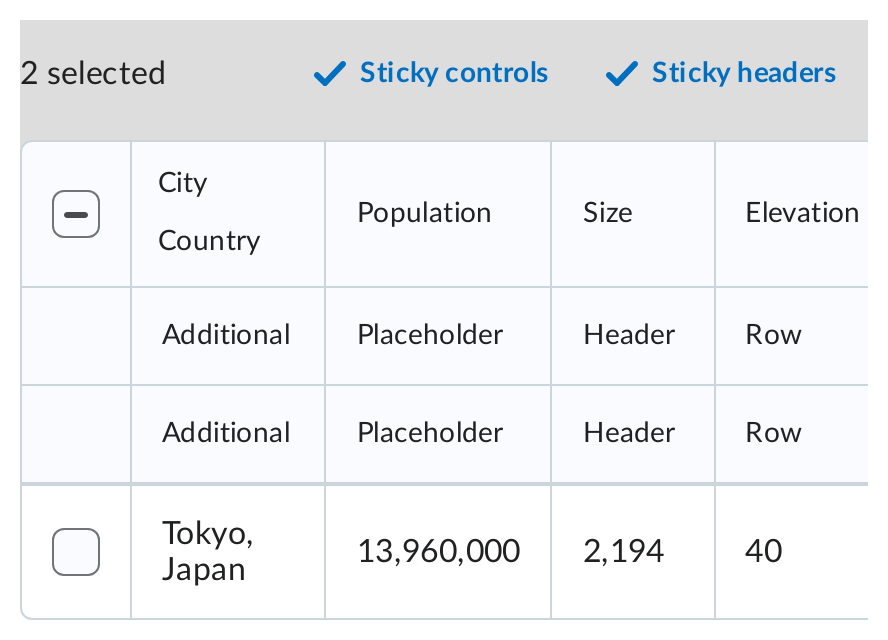 2 selected Sticky controls Sticky headers
City
Country
Population Size Elevation
Additional Placeholder Header Row
Additional Placeholder Header Row
Tokyo,
Japan
13,960,000 2,194 40